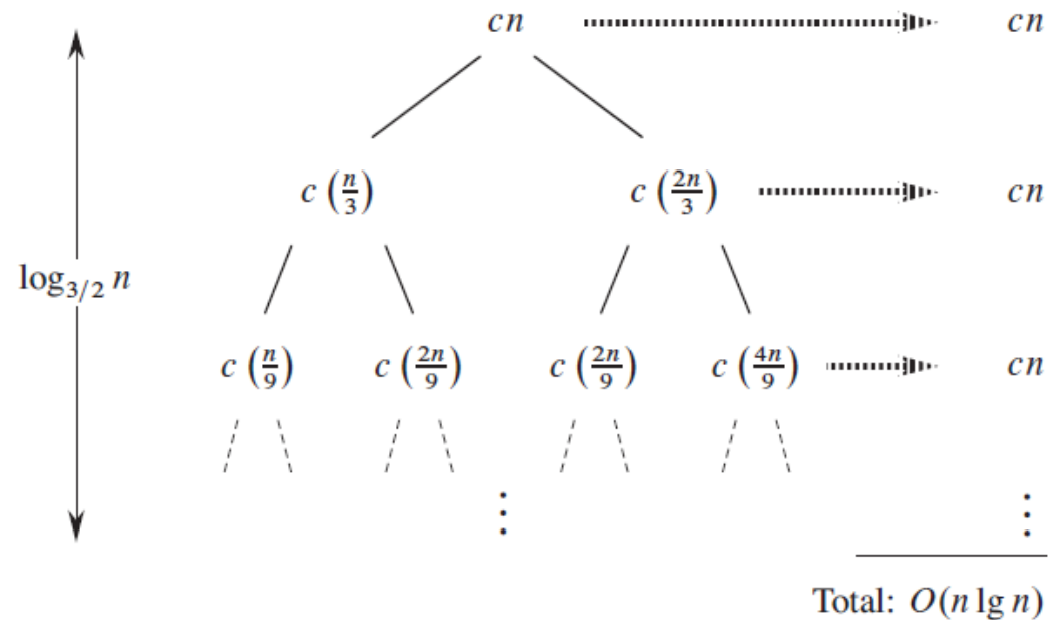 cn cn
c (n/3) c (2n/3) cn
log_{3/2} n
c (n/9) c (2n/9) c (2n/9) c (4n/9) cn
⋮ ⋮
Total: O(n lg n)